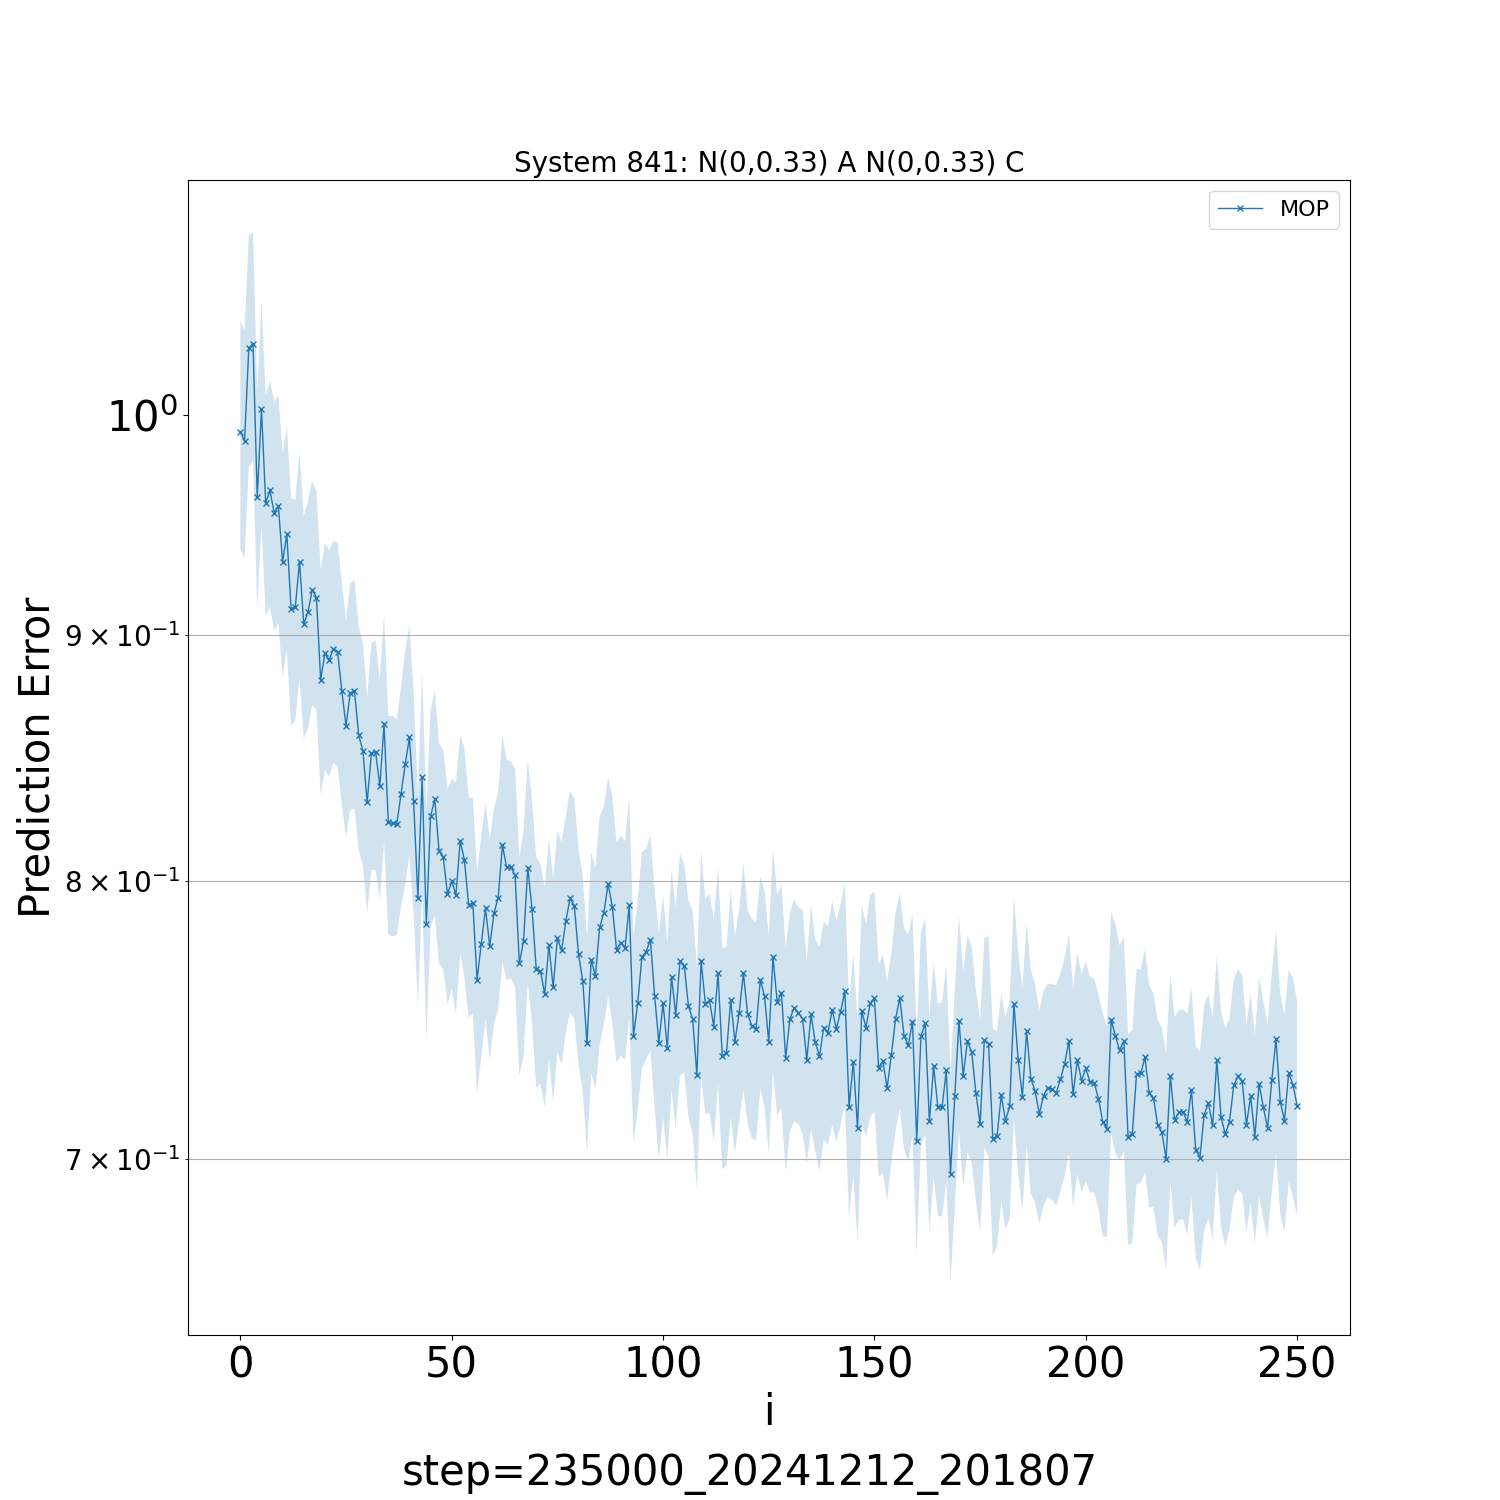 System 841: N(0,0.33) A N(0,0.33) C
MOP
Prediction Error
10⁰
9 × 10⁻¹
8 × 10⁻¹
7 × 10⁻¹
0 50 100 150 200 250
i
step=235000_20241212_201807